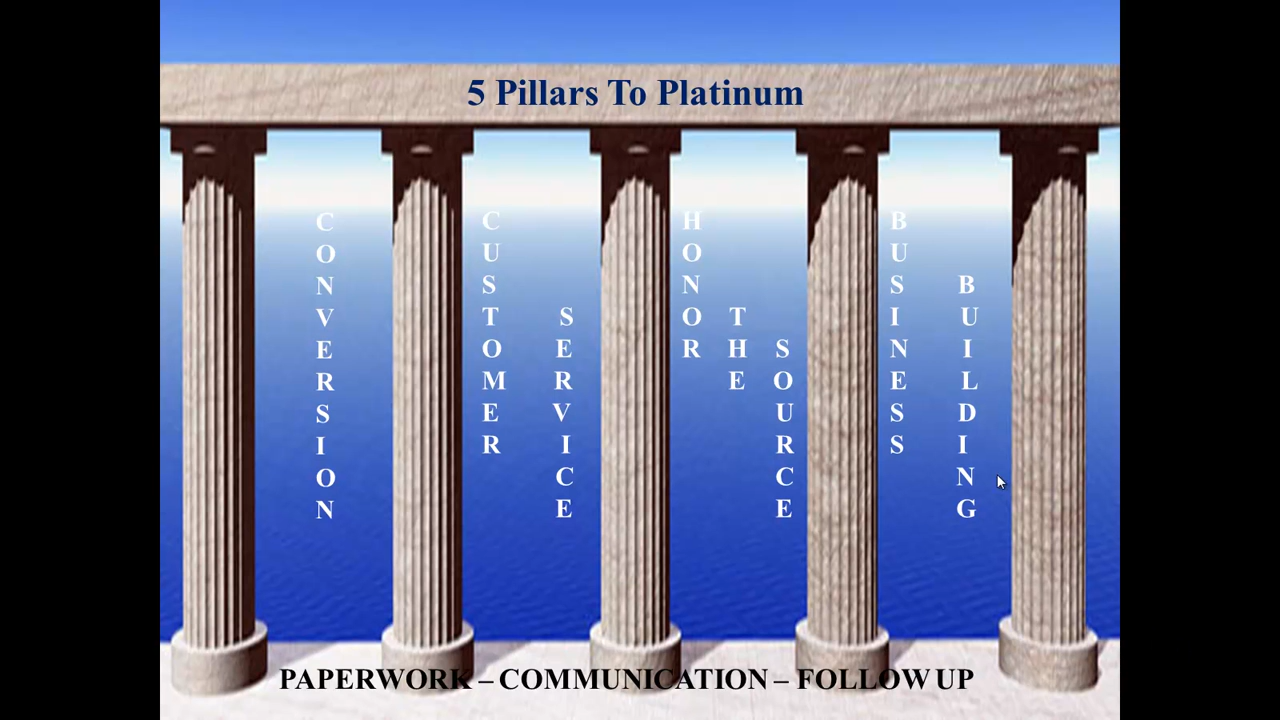 5 Pillars To Platinum
CONVERSION
CUSTOMER
SERVICE
HONOR
THE
SOURCE
BUSINESS
BUILDING
PAPERWORK – COMMUNICATION – FOLLOW UP